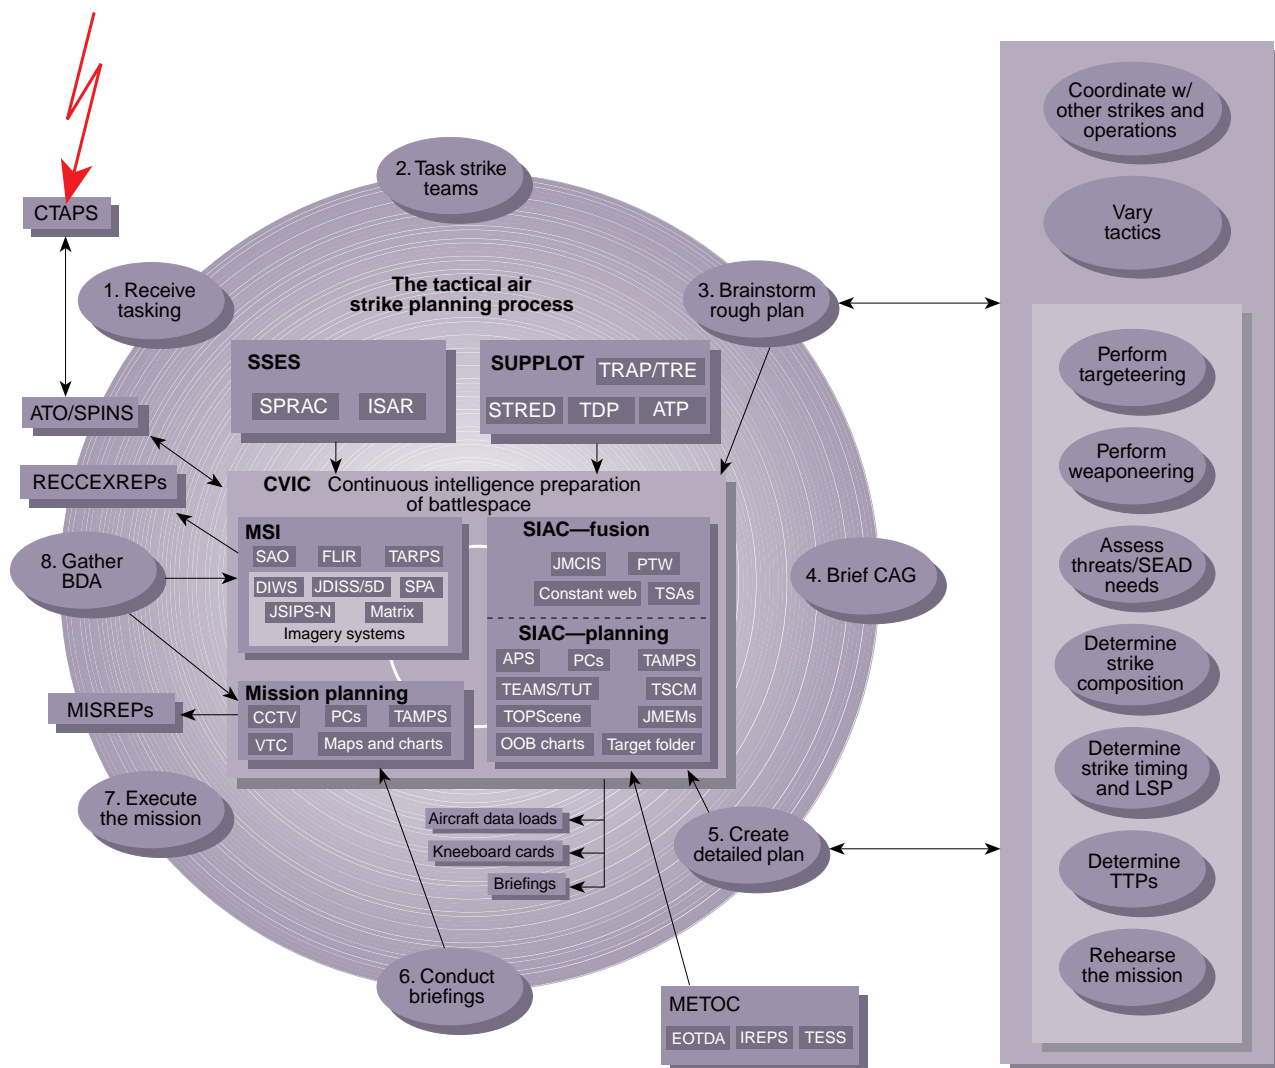 Coordinate w/
other strikes and
operations
2. Task strike
teams
CTAPS
Vary
tactics
The tactical air
strike planning process
1. Receive
tasking
3. Brainstorm
rough plan
SSES
SPRAC
ISAR
SUPPLOT
TRAP/TRE
STRED
TDP
ATP
Perform
targeteering
ATO/SPINS
RECCEXREPs
CVIC Continuous intelligence preparation
of battlespace
Perform
weaponeering
MSI
SAO
FLIR
TARPS
DIWS
JDISS/5D
SPA
JSIPS-N
Matrix
Imagery systems
SIAC—fusion
JMCIS
PTW
Constant web
TSAs
8. Gather
BDA
4. Brief CAG
Assess
threats/SEAD
needs
SIAC—planning
APS
PCs
TAMPS
TEAMS/TUT
TSCM
TOPScene
JMEMs
OOB charts
Target folder
Determine
strike
composition
MISREPs
Mission planning
CCTV
PCs
TAMPS
VTC
Maps and charts
Determine
strike timing
and LSP
7. Execute
the mission
Aircraft data loads
Kneeboard cards
Briefings
5. Create
detailed plan
Determine
TTPs
6. Conduct
briefings
Rehearse
the mission
METOC
EOTDA
IREPS
TESS